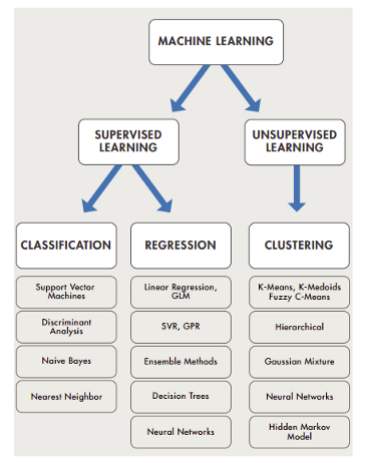 MACHINE LEARNING
SUPERVISED
LEARNING
UNSUPERVISED
LEARNING
CLASSIFICATION
REGRESSION
CLUSTERING
Support Vector
Machines
Discriminant
Analysis
Naive Bayes
Nearest Neighbor
Linear Regression,
GLM
SVR, GPR
Ensemble Methods
Decision Trees
Neural Networks
K-Means, K-Medoids
Fuzzy C-Means
Hierarchical
Gaussian Mixture
Neural Networks
Hidden Markov
Model